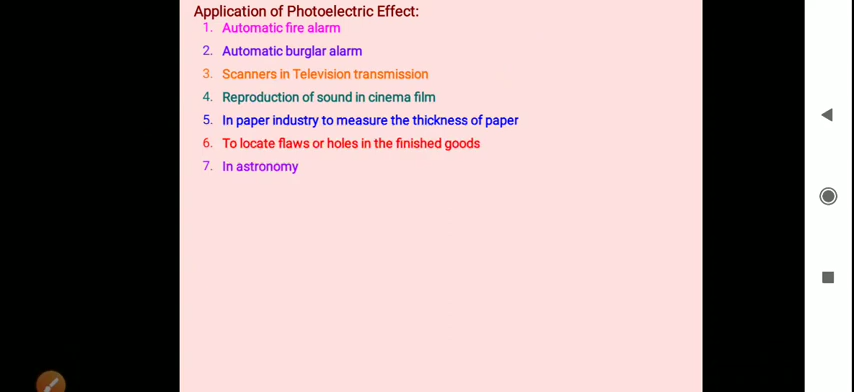 Application of Photoelectric Effect:
1. Automatic fire alarm
2. Automatic burglar alarm
3. Scanners in Television transmission
4. Reproduction of sound in cinema film
5. In paper industry to measure the thickness of paper
6. To locate flaws or holes in the finished goods
7. In astronomy